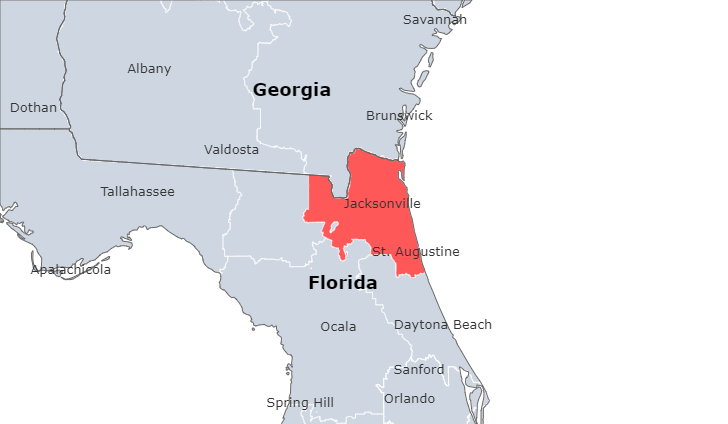 Savannah
Albany
Georgia
Dothan
Brunswick
Valdosta
Tallahassee
Jacksonville
St. Augustine
Apalachicola
Florida
Ocala
Daytona Beach
Sanford
Spring Hill
Orlando